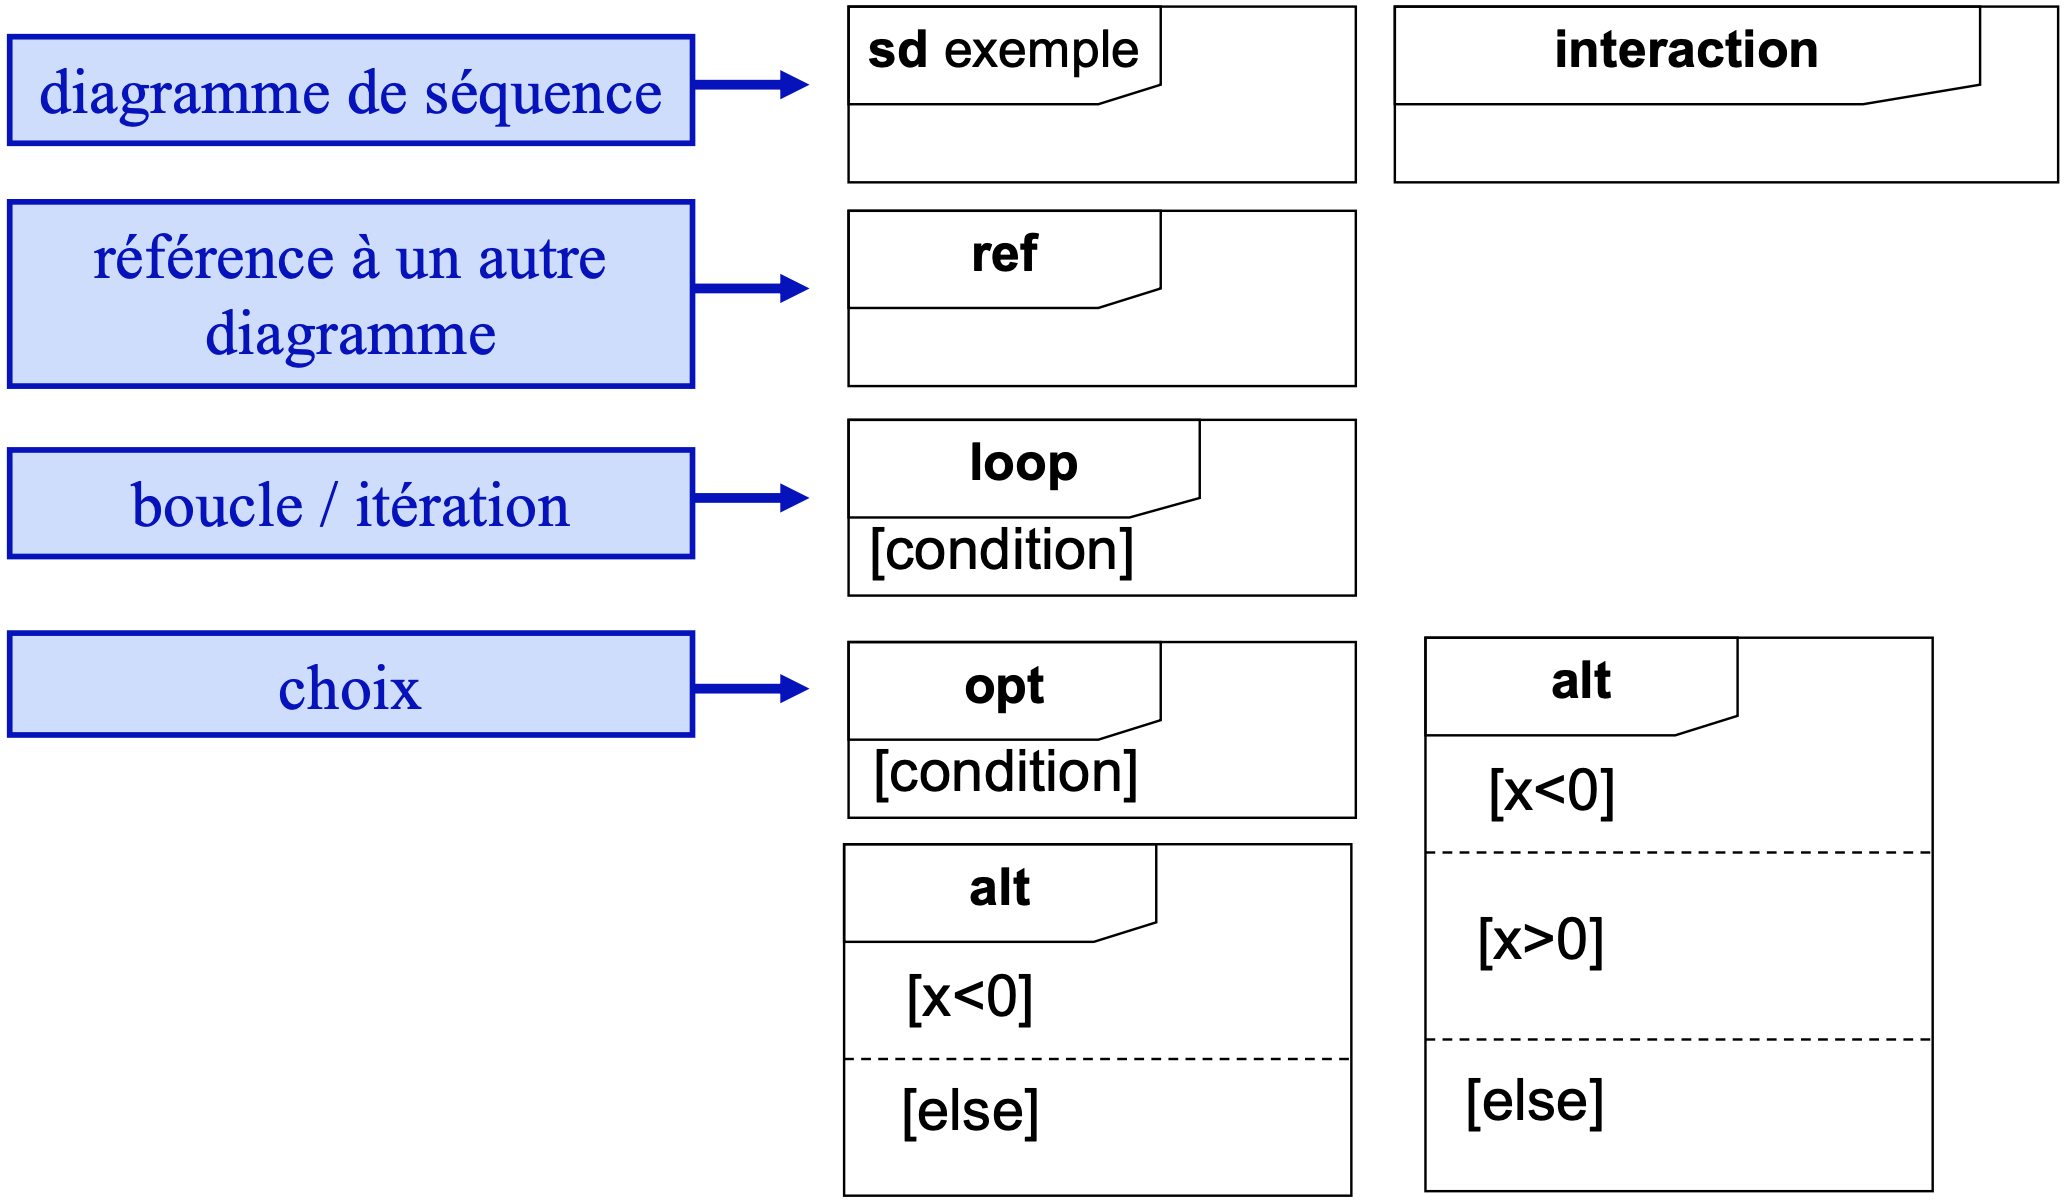 diagramme de séquence
sd exemple
interaction
référence à un autre
diagramme
ref
boucle / itération
loop
[condition]
choix
opt
[condition]
alt
[x<0]
[else]
alt
[x<0]
[x>0]
[else]